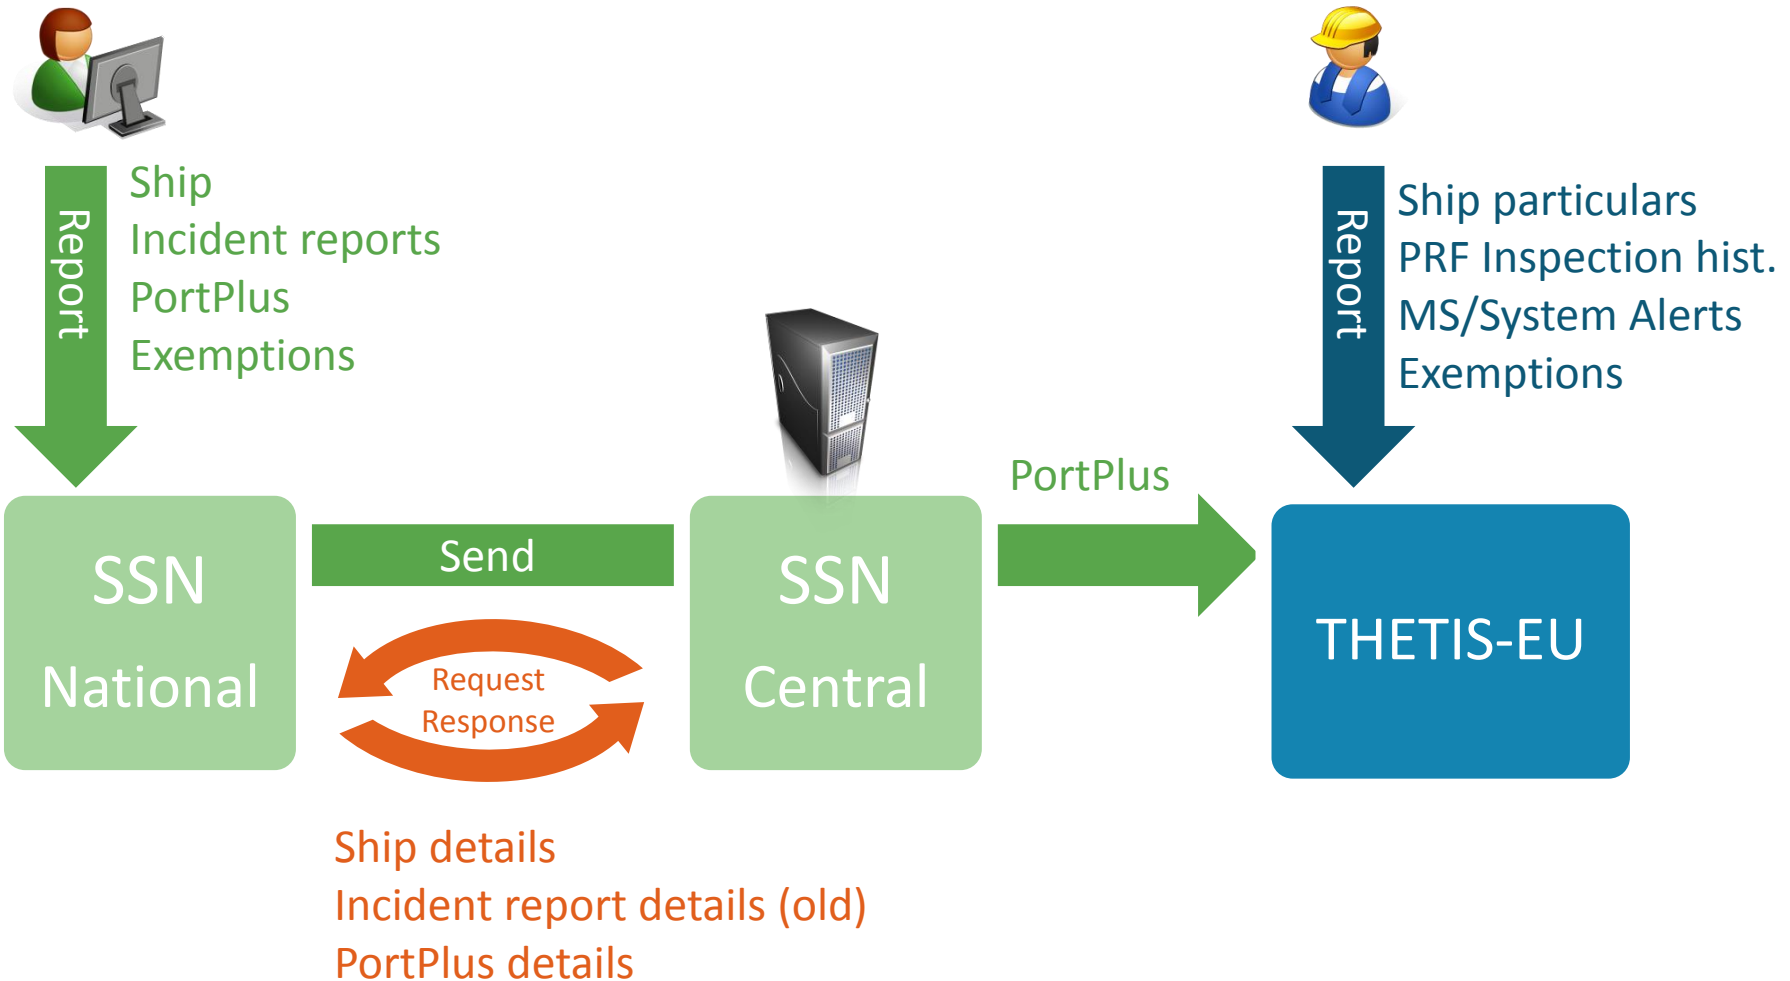 Report
Ship
Incident reports
PortPlus
Exemptions
Report
Ship particulars
PRF Inspection hist.
MS/System Alerts
Exemptions
SSN
National
Send
Request
Response
SSN
Central
PortPlus
THETIS-EU
Ship details
Incident report details (old)
PortPlus details